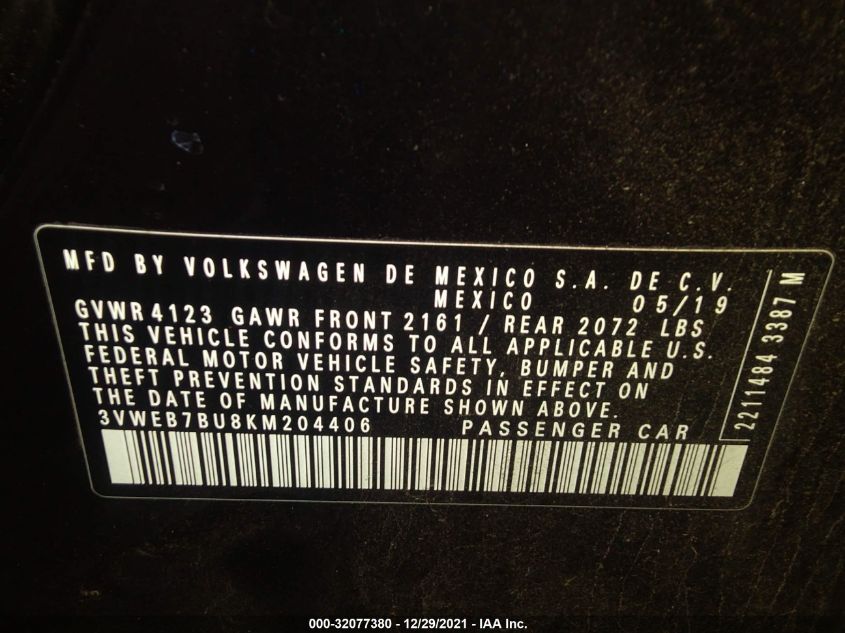 MFD BY VOLKSWAGEN DE MEXICO S.A. DE C.V.
MEXICO 05/19
GVWR 4123 GAWR FRONT 2161 / REAR 2072 LBS
THIS VEHICLE CONFORMS TO ALL APPLICABLE U.S.
FEDERAL MOTOR VEHICLE SAFETY, BUMPER AND
THEFT PREVENTION STANDARDS IN EFFECT ON
THE DATE OF MANUFACTURE SHOWN ABOVE.
3VWEB7BU8KM204406 PASSENGER CAR
2211484 3387 M
000-32077380 - 12/29/2021 - IAA Inc.